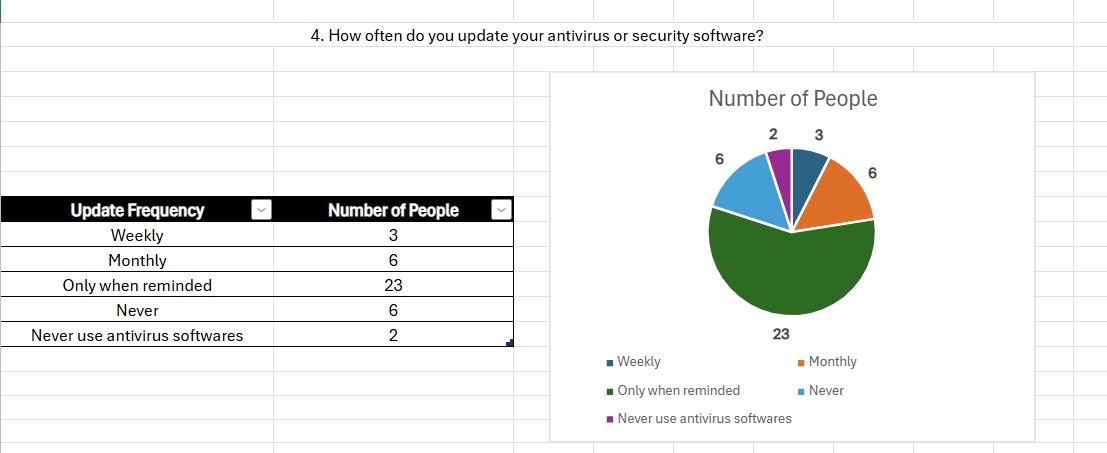 4. How often do you update your antivirus or security software?
Update Frequency Number of People
Weekly 3
Monthly 6
Only when reminded 23
Never 6
Never use antivirus softwares 2
Number of People
2 3
6 6
23
Weekly Monthly
Only when reminded Never
Never use antivirus softwares